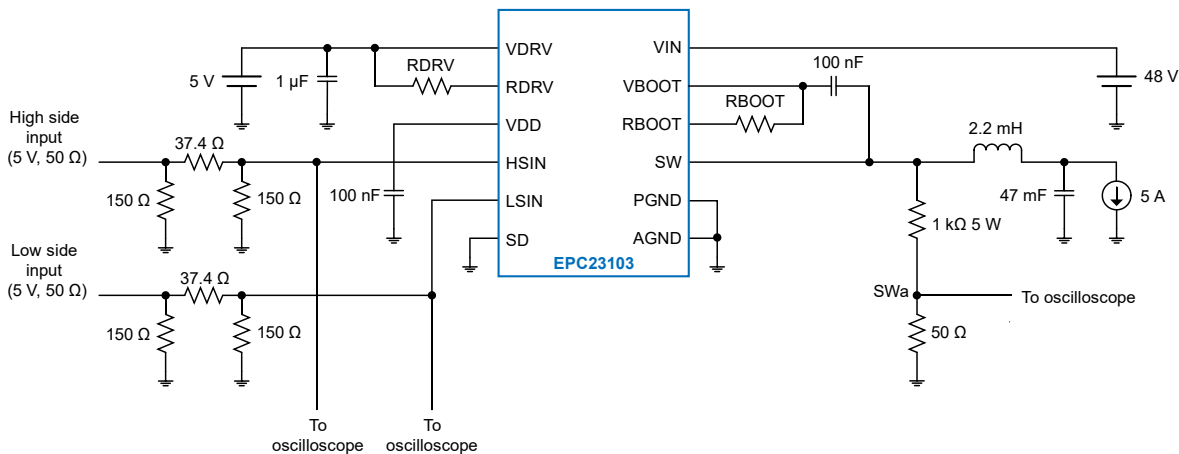 VDRV
VIN
5 V
1 µF
RDRV
RDRV
VBOOT
100 nF
48 V
RBOOT
RBOOT
VDD
High side
input
(5 V, 50 Ω)
37.4 Ω
2.2 mH
HSIN
SW
150 Ω
150 Ω
100 nF
LSIN
PGND
47 mF
5 A
1 kΩ 5 W
SD
AGND
EPC23103
Low side
input
(5 V, 50 Ω)
37.4 Ω
SWa
To oscilloscope
150 Ω
150 Ω
50 Ω
To
oscilloscope
To
oscilloscope